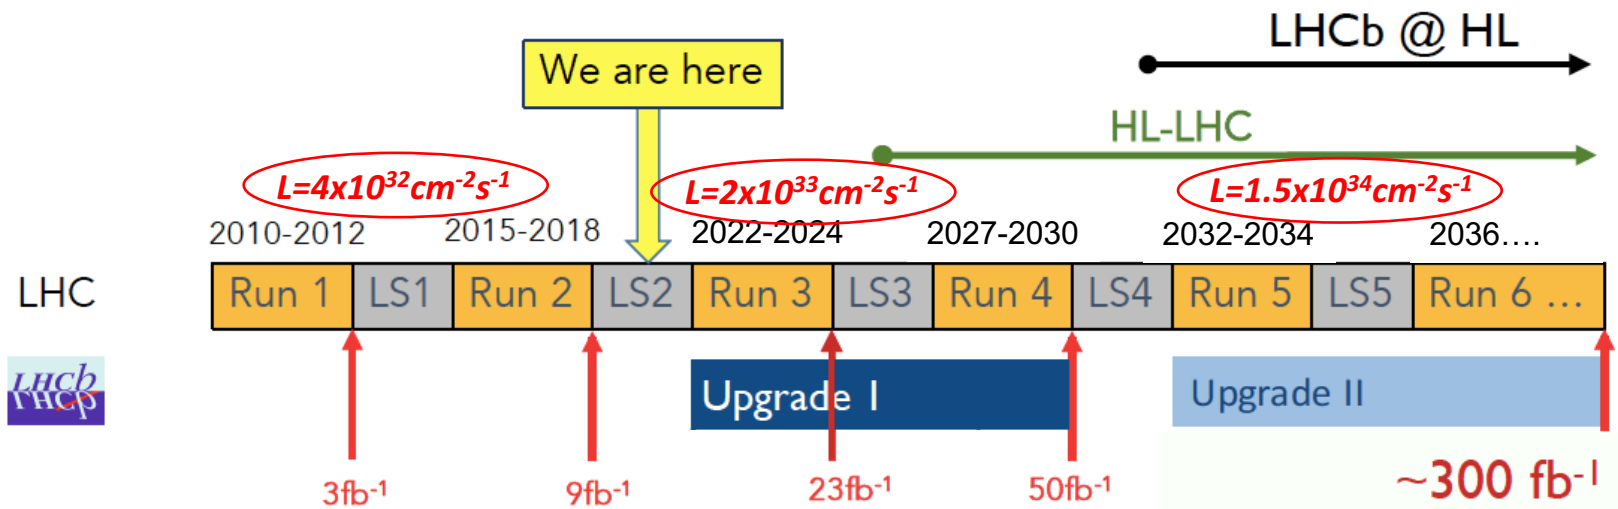 LHCb @ HL
We are here
HL-LHC
L=4x10³²cm⁻²s⁻¹
L=2x10³³cm⁻²s⁻¹
L=1.5x10³⁴cm⁻²s⁻¹
2010-2012 2015-2018 2022-2024 2027-2030 2032-2034 2036....
LHC Run 1 LS1 Run 2 LS2 Run 3 LS3 Run 4 LS4 Run 5 LS5 Run 6 ...
LHCb
LHCp
Upgrade I Upgrade II
3fb⁻¹ 9fb⁻¹ 23fb⁻¹ 50fb⁻¹ ~300 fb⁻¹